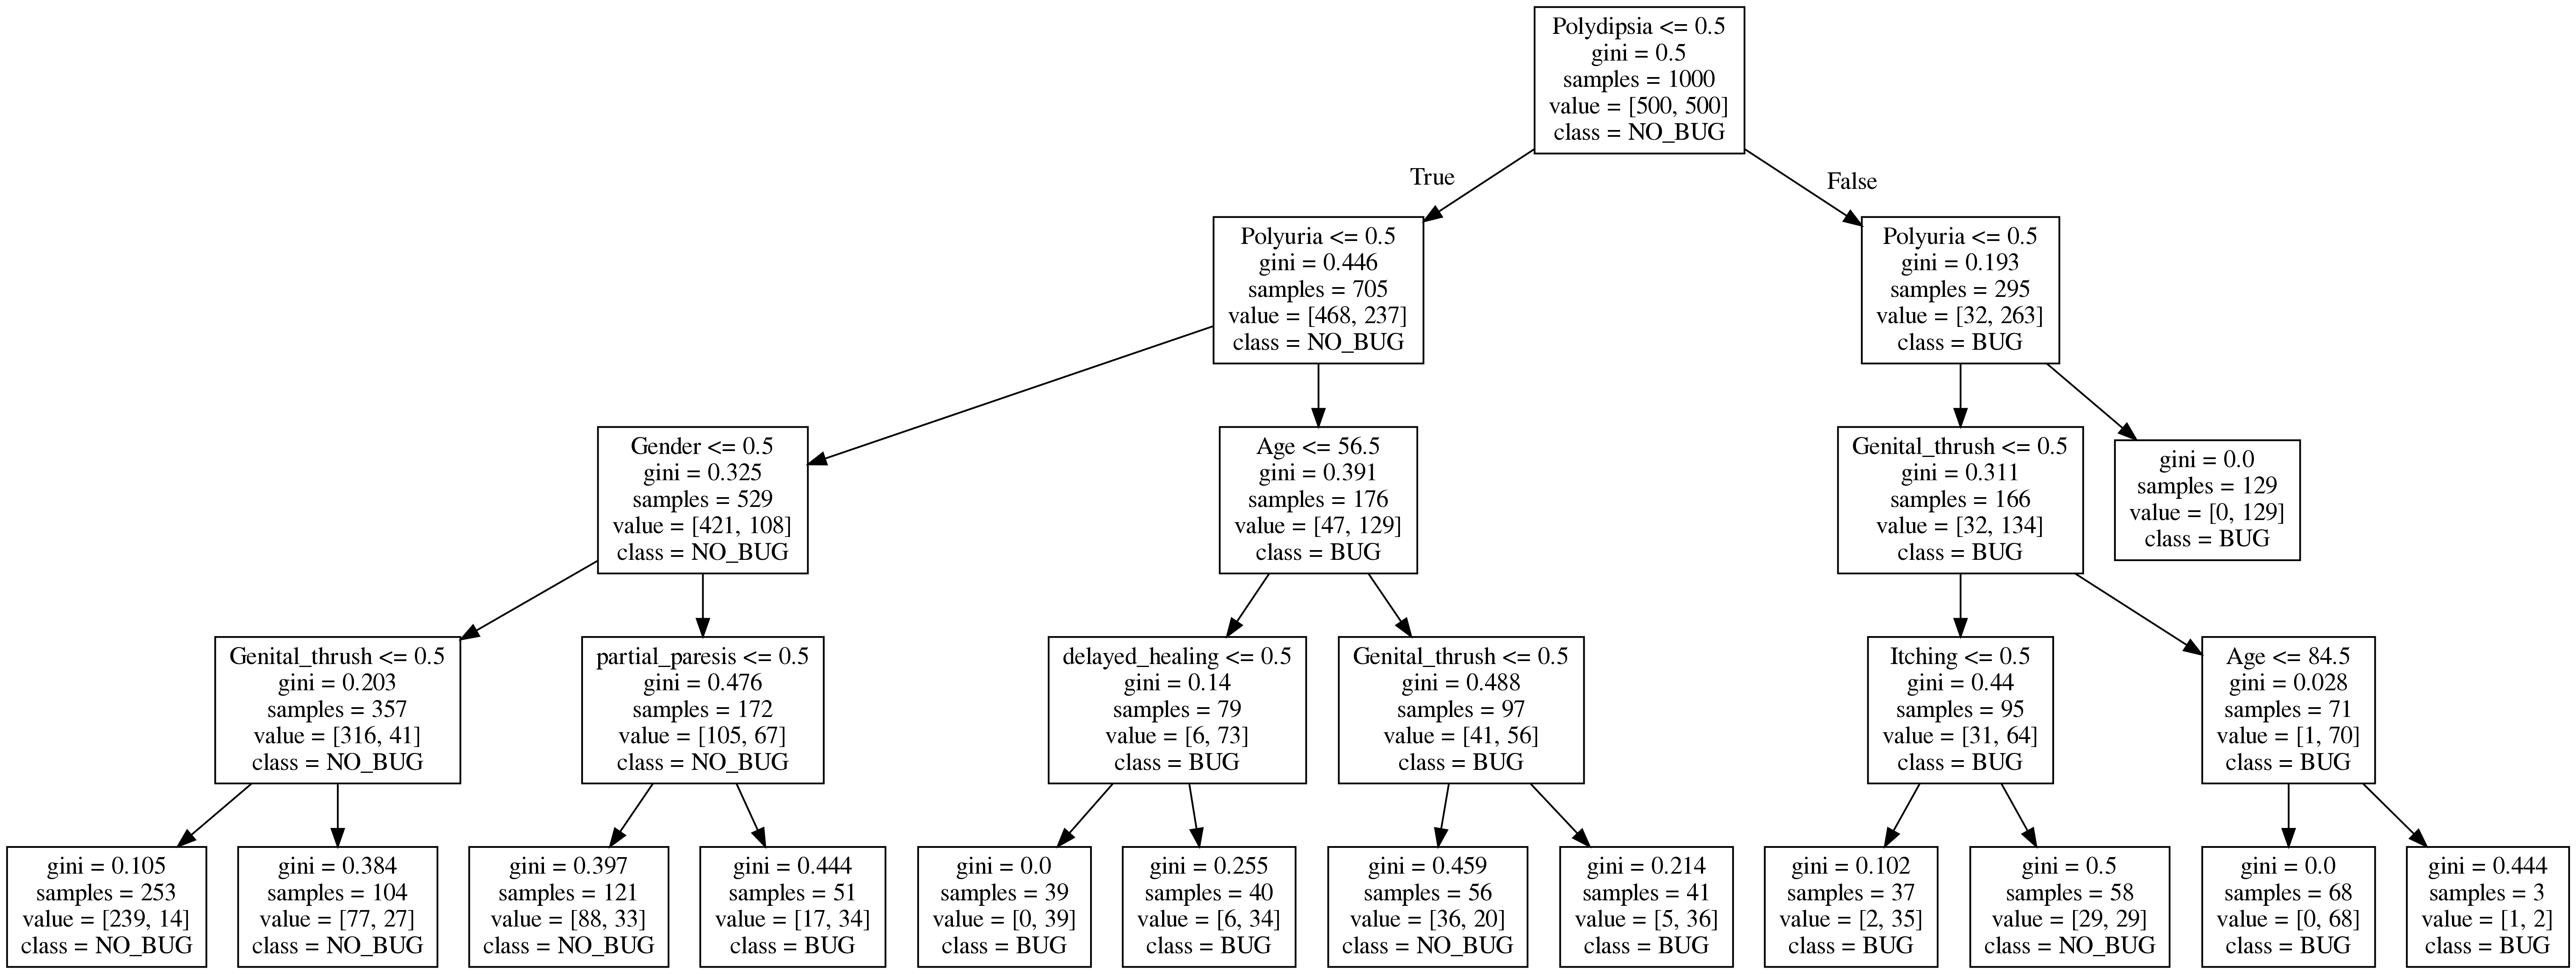 Polydipsia <= 0.5
gini = 0.5
samples = 1000
value = [500, 500]
class = NO_BUG
True
False
Polyuria <= 0.5
gini = 0.446
samples = 705
value = [468, 237]
class = NO_BUG
Polyuria <= 0.5
gini = 0.193
samples = 295
value = [32, 263]
class = BUG
Gender <= 0.5
gini = 0.325
samples = 529
value = [421, 108]
class = NO_BUG
Age <= 56.5
gini = 0.391
samples = 176
value = [47, 129]
class = BUG
Genital_thrush <= 0.5
gini = 0.311
samples = 166
value = [32, 134]
class = BUG
gini = 0.0
samples = 129
value = [0, 129]
class = BUG
Genital_thrush <= 0.5
gini = 0.203
samples = 357
value = [316, 41]
class = NO_BUG
partial_paresis <= 0.5
gini = 0.476
samples = 172
value = [105, 67]
class = NO_BUG
delayed_healing <= 0.5
gini = 0.14
samples = 79
value = [6, 73]
class = BUG
Genital_thrush <= 0.5
gini = 0.488
samples = 97
value = [41, 56]
class = BUG
Itching <= 0.5
gini = 0.44
samples = 95
value = [31, 64]
class = BUG
Age <= 84.5
gini = 0.028
samples = 71
value = [1, 70]
class = BUG
gini = 0.105
samples = 253
value = [239, 14]
class = NO_BUG
gini = 0.384
samples = 104
value = [77, 27]
class = NO_BUG
gini = 0.397
samples = 121
value = [88, 33]
class = NO_BUG
gini = 0.444
samples = 51
value = [17, 34]
class = BUG
gini = 0.0
samples = 39
value = [0, 39]
class = BUG
gini = 0.255
samples = 40
value = [6, 34]
class = BUG
gini = 0.459
samples = 56
value = [36, 20]
class = NO_BUG
gini = 0.214
samples = 41
value = [5, 36]
class = BUG
gini = 0.102
samples = 37
value = [2, 35]
class = BUG
gini = 0.5
samples = 58
value = [29, 29]
class = NO_BUG
gini = 0.0
samples = 68
value = [0, 68]
class = BUG
gini = 0.444
samples = 3
value = [1, 2]
class = BUG